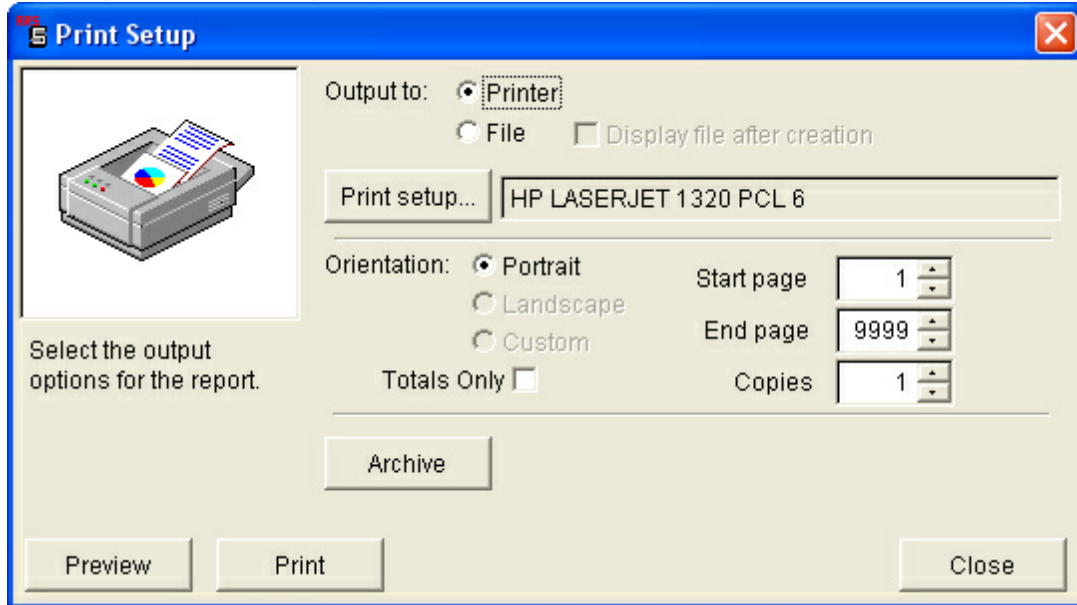 RPS
S Print Setup
Output to: Printer
File Display file after creation
Print setup... HP LASERJET 1320 PCL 6
Orientation: Portrait Start page 1
Landscape
Custom End page 9999
Select the output
options for the report.
Totals Only Copies 1
Archive
Preview Print Close